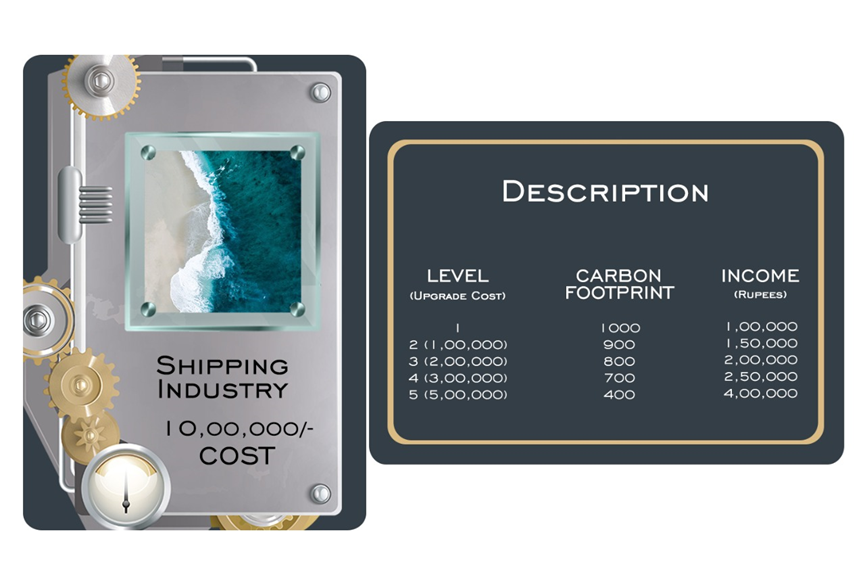 SHIPPING
INDUSTRY
10,00,000/-
COST
DESCRIPTION
LEVEL CARBON INCOME
(UPGRADE COST) FOOTPRINT (RUPEES)
1 1000 1,00,000
2 (1,00,000) 900 1,50,000
3 (2,00,000) 800 2,00,000
4 (3,00,000) 700 2,50,000
5 (5,00,000) 400 4,00,000